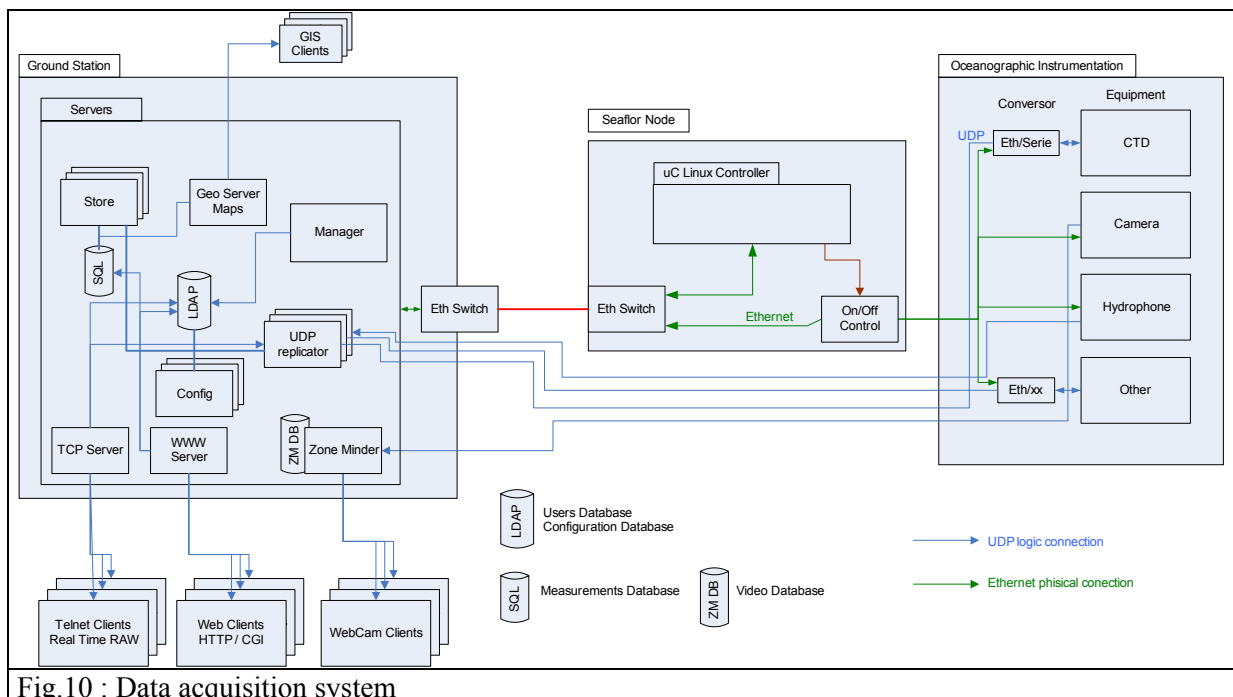 GIS
Clients
Ground Station
Servers
Store
Geo Server
Maps
Manager
SQL
LDAP
UDP
replicator
Config
TCP Server
WWW
Server
ZM DB
Zone Minder
Eth Switch
Seaflor Node
uC Linux Controller
Eth Switch
Ethernet
On/Off
Control
Oceanographic Instrumentation
Conversor
Equipment
UDP
Eth/Serie
CTD
Camera
Hydrophone
Eth/xx
Other
Telnet Clients
Real Time RAW
Web Clients
HTTP / CGI
WebCam Clients
LDAP
Users Database
Configuration Database
SQL
Measurements Database
ZM DB
Video Database
UDP logic connection
Ethernet phisical conection
Fig.10 : Data acquisition system